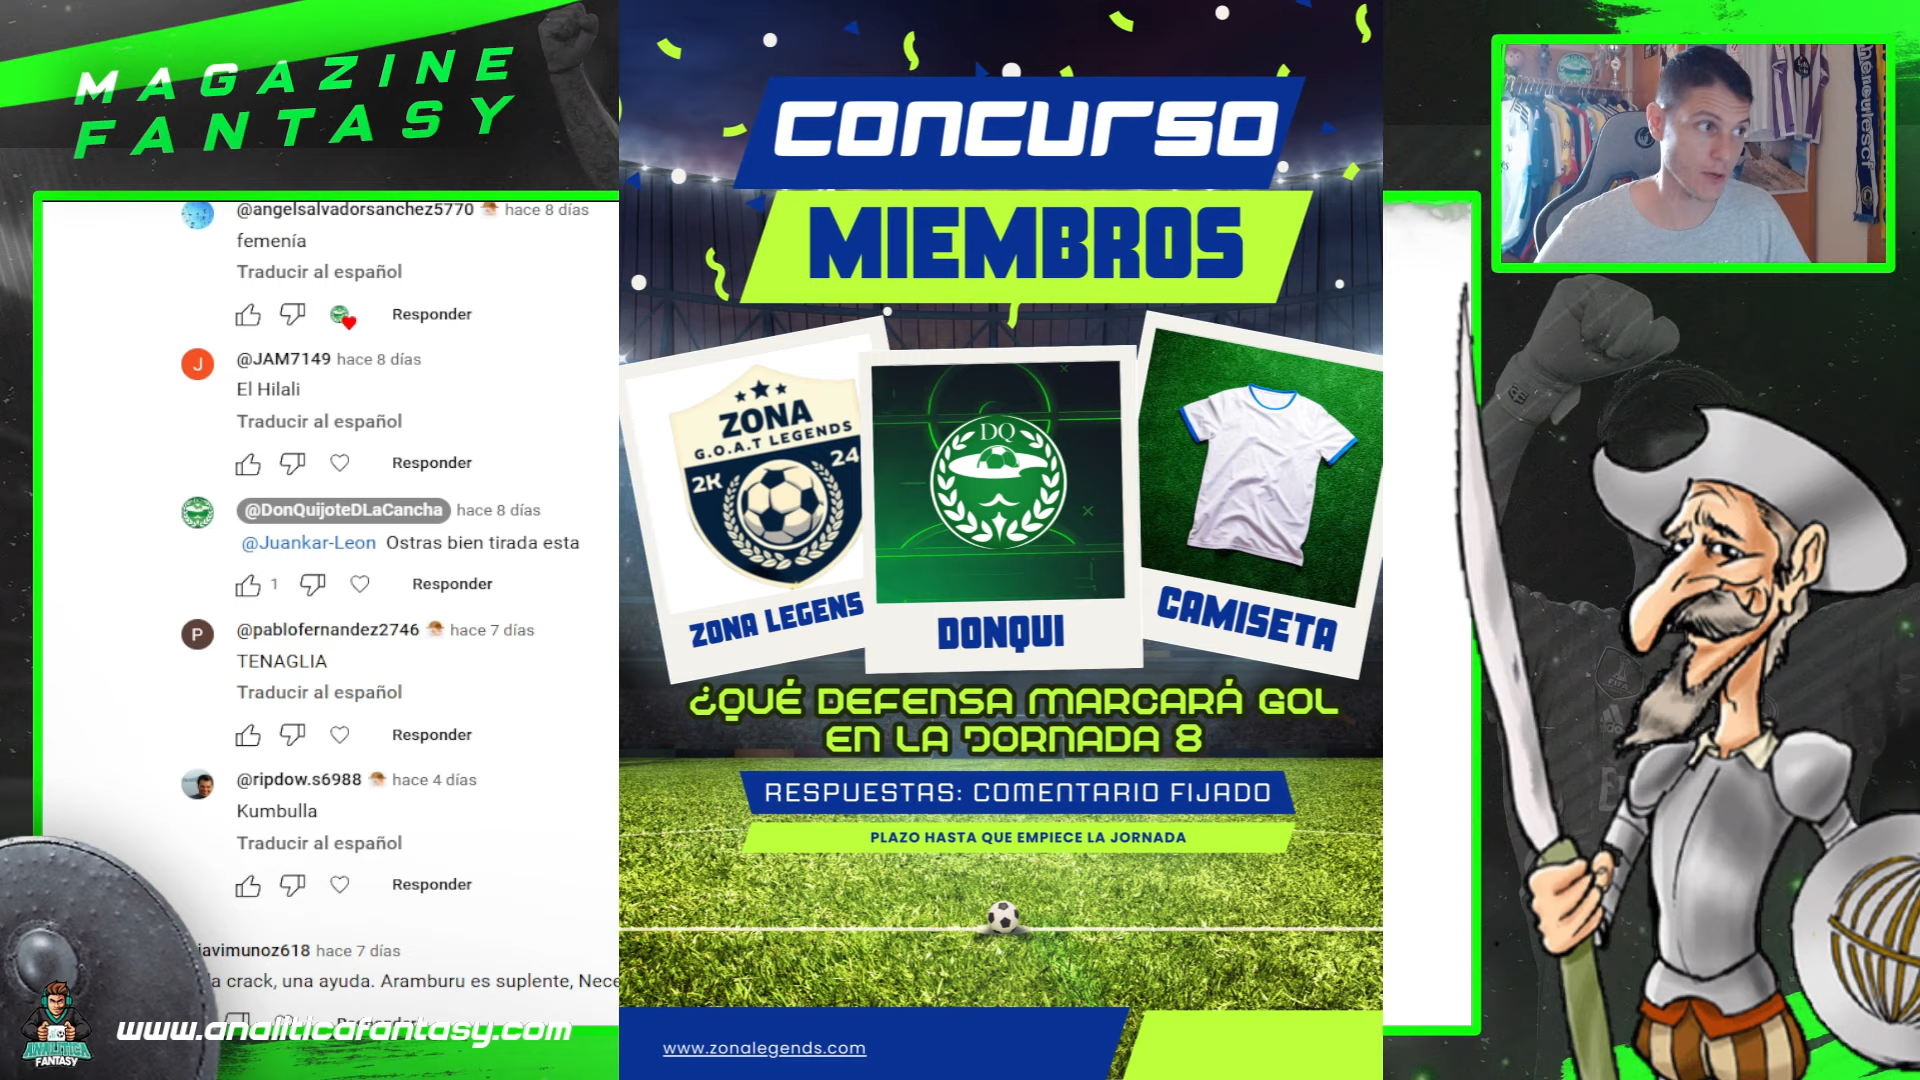 MAGAZINE
FANTASY
@angelsalvadorsanchez5770 hace 8 días
femenía
Traducir al español
Responder
@JAM7149 hace 8 días
El Hilali
Traducir al español
Responder
@DonQuijoteDLaCancha hace 8 días
@Juankar-Leon Ostras bien tirada esta
1 Responder
@pablofernandez2746 hace 7 días
TENAGLIA
Traducir al español
Responder
@ripdow.s6988 hace 4 días
Kumbulla
Traducir al español
Responder
javimunoz618 hace 7 días
a crack, una ayuda. Aramburu es suplente, Nece
ANALITICA
FANTASY
www.analiticafantasy.com
CONCURSO
MIEMBROS
ZONA
G.O.A.T LEGENDS
2K 24
ZONA LEGENS
DQ
DONQUI
CAMISETA
¿QUÉ DEFENSA MARCARÁ GOL
EN LA JORNADA 8
RESPUESTAS: COMENTARIO FIJADO
PLAZO HASTA QUE EMPIECE LA JORNADA
www.zonalegends.com
J
P